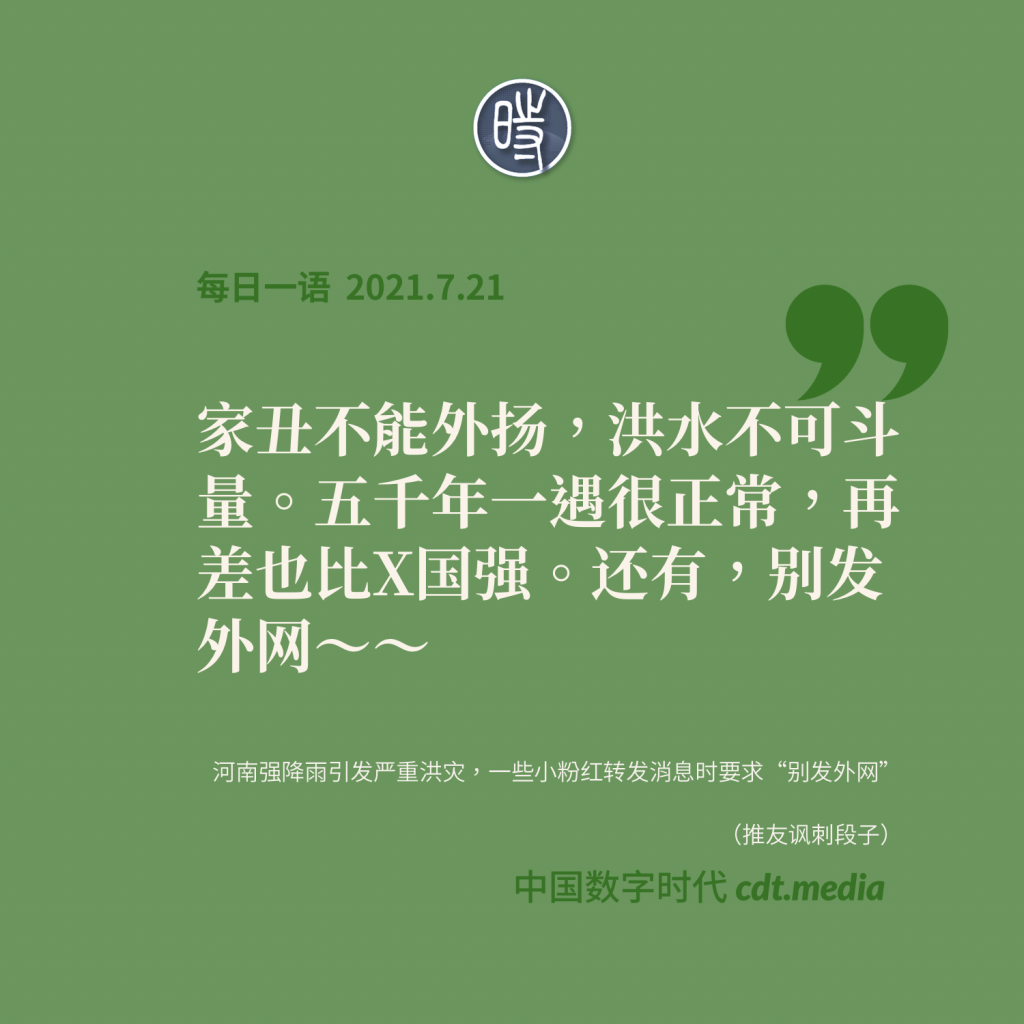 時
每日一语 2021.7.21
”
家丑不能外扬，洪水不可斗
量。五千年一遇很正常，再
差也比X国强。还有，别发
外网～～
河南强降雨引发严重洪灾，一些小粉红转发消息时要求“别发外网”
（推友讽刺段子）
中国数字时代 cdt.media